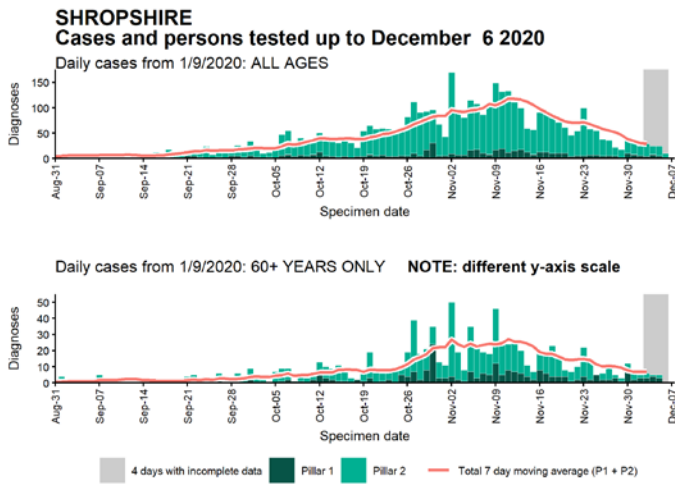 SHROPSHIRE
Cases and persons tested up to December 6 2020
Daily cases from 1/9/2020: ALL AGES
Diagnoses
150
100
50
0
Aug-31
Sep-07
Sep-14
Sep-21
Sep-28
Oct-05
Oct-12
Oct-19
Oct-26
Nov-02
Nov-09
Nov-16
Nov-23
Nov-30
Dec-07
Specimen date
Daily cases from 1/9/2020: 60+ YEARS ONLY NOTE: different y-axis scale
Diagnoses
50
40
30
20
10
0
Aug-31
Sep-07
Sep-14
Sep-21
Sep-28
Oct-05
Oct-12
Oct-19
Oct-26
Nov-02
Nov-09
Nov-16
Nov-23
Nov-30
Dec-07
Specimen date
4 days with incomplete data Pillar 1 Pillar 2 Total 7 day moving average (P1 + P2)